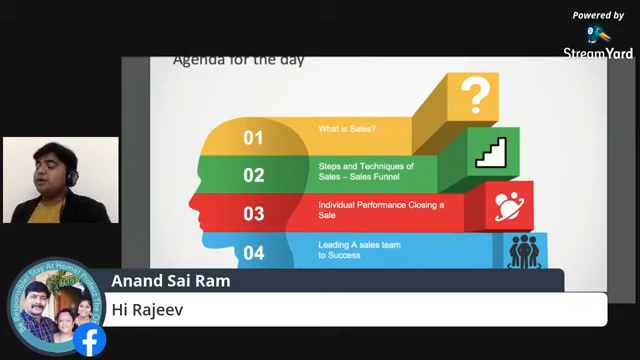 Powered by
StreamYard
Agenda for the day
01
What is Sales?
02
Steps and Techniques of
Sales – Sales Funnel
03
Individual Performance Closing a
Sale
04
Leading A sales team
to Success
Anand Sai Ram
Hi Rajeev